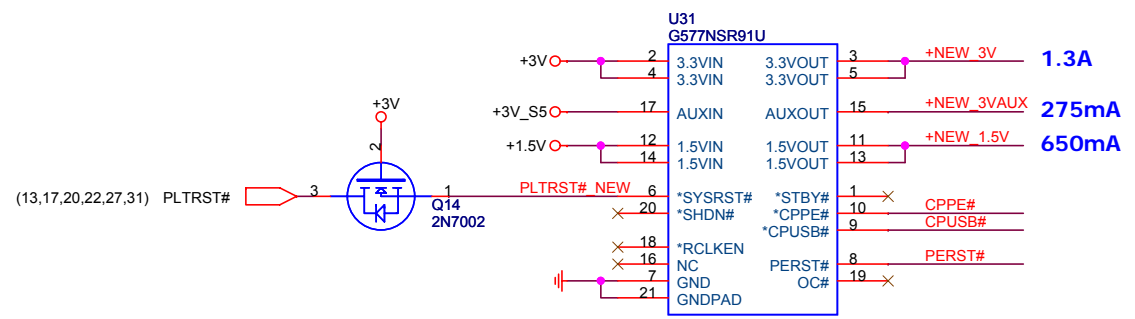 U31
G577NSR91U
+3V 2 3.3VIN 3.3VOUT 3 +NEW_3V 1.3A
4 3.3VIN 3.3VOUT 5
+3V_S5 17 AUXIN AUXOUT 15 +NEW_3VAUX 275mA
+3V
+1.5V 12 1.5VIN 1.5VOUT 11 +NEW_1.5V 650mA
14 1.5VIN 1.5VOUT 13
2
(13,17,20,22,27,31) PLTRST# 3 1 PLTRST#_NEW 6 *SYSRST# *STBY# 1
Q14
2N7002
20 *SHDN# *CPPE# 10 CPPE#
*CPUSB# 9 CPUSB#
18 *RCLKEN
16 NC PERST# 8 PERST#
7 GND OC# 19
21 GNDPAD